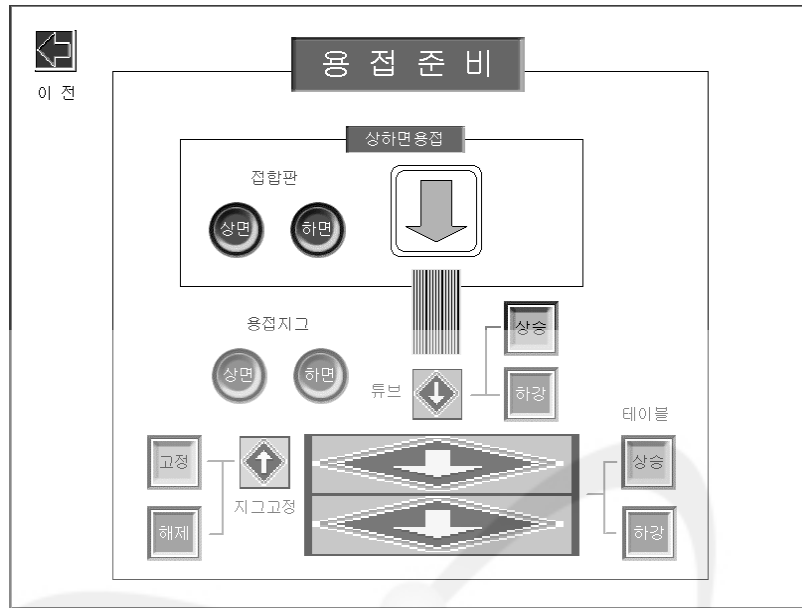 용 접 준 비
이 전
상하면용접
접합판
상면
하면
용접지그
상면
하면
상승
튜브
하강
테이블
고정
상승
지그고정
해제
하강